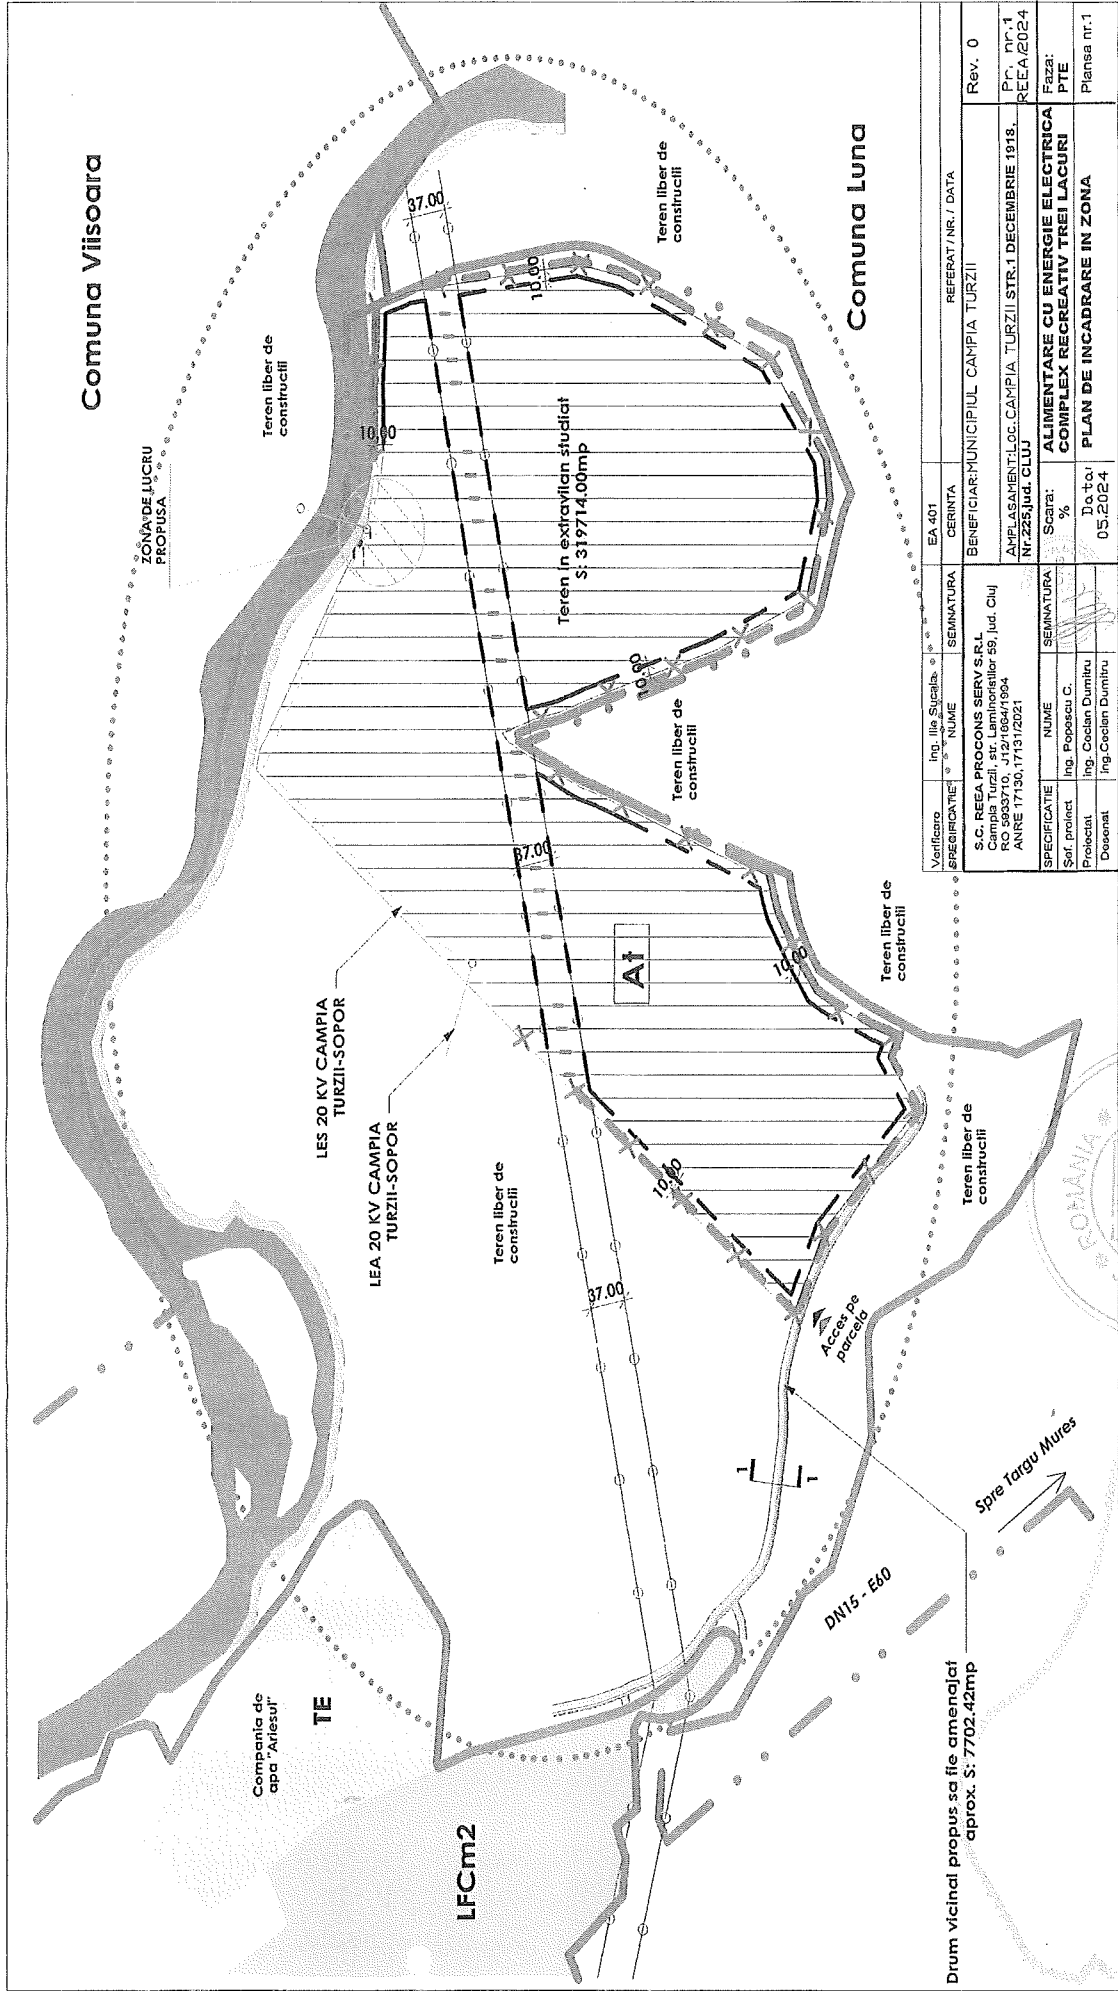 Comuna Viisoara
ZONA DE LUCRU
PROPUSA
Teren liber de
constructii
37.00
10.00
10.00
Teren liber de
constructii
Comuna Luna
Teren in extravilan studiat
S: 319714.00mp
10.00
Teren liber de
constructii
37.00
At
LES 20 KV CAMPIA
TURZII-SOPOR
LEA 20 KV CAMPIA
TURZII-SOPOR
10.00
Teren liber de
constructii
Teren liber de
constructii
10.00
Teren liber de
constructii
37.00
Acces pe
parcela
1
1
Compania de
apa "Ariesul"
TE
LFCm2
DN15 - E60
Spre Targu Mures
Drum vicinal propus sa fie amenajat
aprox. S: 7702.42mp
ROMANIA
Verificare
Ing. Ilie Sucala
EA 401
SPECIFICATIE
NUME
SEMNATURA
CERINTA
REFERAT / NR. / DATA
S.C. REEA PROCONS SERV S.R.L
Campia Turzii, str. Laminoristilor 59, jud. Cluj
RO 5933710, J12/1864/1994
ANRE 17130,17131/2021
BENEFICIAR:MUNICIPIUL CAMPIA TURZII
Rev. 0
AMPLASAMENT:Loc.CAMPIA TURZII STR.1 DECEMBRIE 1918,
Nr.225,jud. CLUJ
Pr. nr.1
REEA/2024
SPECIFICATIE
NUME
SEMNATURA
Scara:
%
ALIMENTARE CU ENERGIE ELECTRICA
COMPLEX RECREATIV TREI LACURI
Faza:
PTE
Sef. proiect
Ing. Popescu C.
Proiectat
Ing. Coclan Dumitru
Desenat
Ing.Coclan Dumitru
Data:
05.2024
PLAN DE INCADRARE IN ZONA
Plansa nr.1